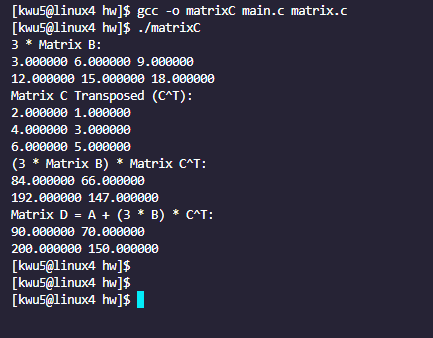 [kwu5@linux4 hw]$ gcc -o matrixC main.c matrix.c
[kwu5@linux4 hw]$ ./matrixC
3 * Matrix B:
3.000000 6.000000 9.000000
12.000000 15.000000 18.000000
Matrix C Transposed (C^T):
2.000000 1.000000
4.000000 3.000000
6.000000 5.000000
(3 * Matrix B) * Matrix C^T:
84.000000 66.000000
192.000000 147.000000
Matrix D = A + (3 * B) * C^T:
90.000000 70.000000
200.000000 150.000000
[kwu5@linux4 hw]$
[kwu5@linux4 hw]$
[kwu5@linux4 hw]$